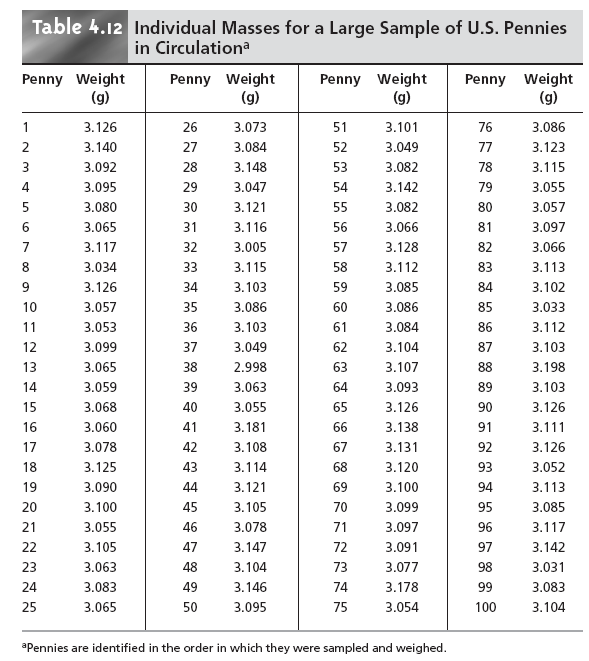 Table 4.12 Individual Masses for a Large Sample of U.S. Pennies
in Circulationa
Penny Weight Penny Weight Penny Weight Penny Weight
(g) (g) (g) (g)
1 3.126 26 3.073 51 3.101 76 3.086
2 3.140 27 3.084 52 3.049 77 3.123
3 3.092 28 3.148 53 3.082 78 3.115
4 3.095 29 3.047 54 3.142 79 3.055
5 3.080 30 3.121 55 3.082 80 3.057
6 3.065 31 3.116 56 3.066 81 3.097
7 3.117 32 3.005 57 3.128 82 3.066
8 3.034 33 3.115 58 3.112 83 3.113
9 3.126 34 3.103 59 3.085 84 3.102
10 3.057 35 3.086 60 3.086 85 3.033
11 3.053 36 3.103 61 3.084 86 3.112
12 3.099 37 3.049 62 3.104 87 3.103
13 3.065 38 2.998 63 3.107 88 3.198
14 3.059 39 3.063 64 3.093 89 3.103
15 3.068 40 3.055 65 3.126 90 3.126
16 3.060 41 3.181 66 3.138 91 3.111
17 3.078 42 3.108 67 3.131 92 3.126
18 3.125 43 3.114 68 3.120 93 3.052
19 3.090 44 3.121 69 3.100 94 3.113
20 3.100 45 3.105 70 3.099 95 3.085
21 3.055 46 3.078 71 3.097 96 3.117
22 3.105 47 3.147 72 3.091 97 3.142
23 3.063 48 3.104 73 3.077 98 3.031
24 3.083 49 3.146 74 3.178 99 3.083
25 3.065 50 3.095 75 3.054 100 3.104
aPennies are identified in the order in which they were sampled and weighed.